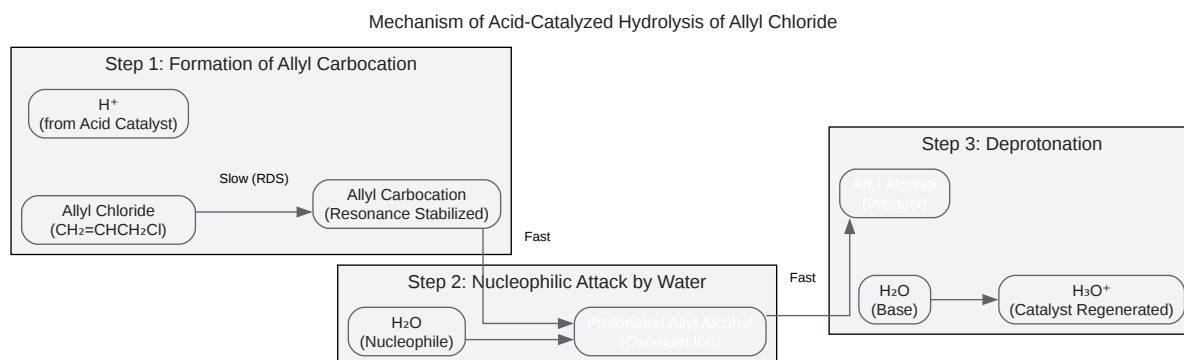 Mechanism of Acid-Catalyzed Hydrolysis of Allyl Chloride
Step 1: Formation of Allyl Carbocation
H⁺
(from Acid Catalyst)
Slow (RDS)
Allyl Chloride
(CH₂=CHCH₂Cl)
Allyl Carbocation
(Resonance Stabilized)
Fast
Step 2: Nucleophilic Attack by Water
H₂O
(Nucleophile)
Protonated Allyl Alcohol
(Oxonium Ion)
Fast
Step 3: Deprotonation
Allyl Alcohol
(Product)
H₂O
(Base)
H₃O⁺
(Catalyst Regenerated)